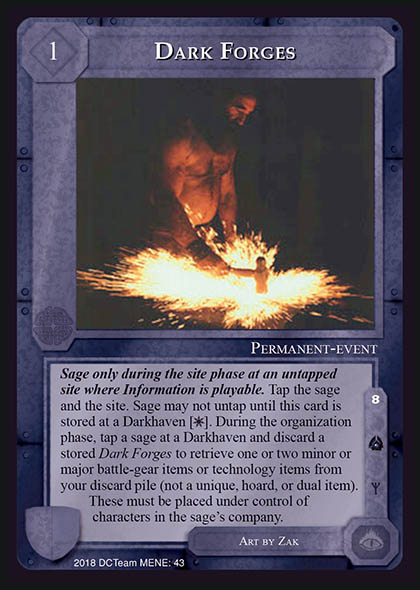 1
DARK FORGES
PERMANENT-EVENT
Sage only during the site phase at an untapped
site where Information is playable. Tap the sage
and the site. Sage may not untap until this card is
stored at a Darkhaven [☀]. During the organization
phase, tap a sage at a Darkhaven and discard a
stored Dark Forges to retrieve one or two minor or
major battle-gear items or technology items from
your discard pile (not a unique, hoard, or dual item).
These must be placed under control of
characters in the sage's company.
8
ART BY ZAK
2018 DCTeam MENE: 43